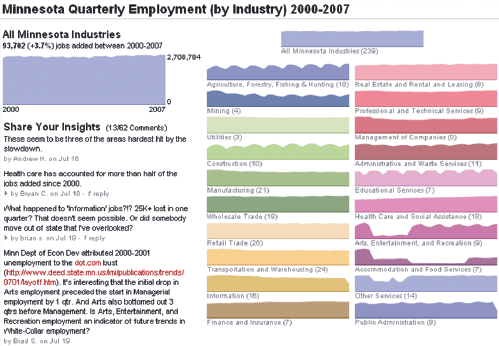 Minnesota Quarterly Employment (by Industry) 2000-2007
All Minnesota Industries
93,702 (+3.7%) jobs added between 2000-2007
2,708,784
0
2000 2007
Share Your Insights (13/62 Comments)
These seem to be three of the areas hardest hit by the
slowdown.
by Andrew H. on Jul 16
Health care has accounted for more than half of the
jobs added since 2000.
by Bryan C. on Jul 18 - 1 reply
What happened to 'Information' jobs?!? 25K+ lost in one
quarter? That doesn't seem possible. Or did somebody
move out of state that I've overlooked?
by brian s. on Jul 18 - 1 reply
Minn Dept of Econ Dev attributed 2000-2001
unemployment to the dot.com bust
(http://www.deed.state.mn.us/lmi/publications/trends/
0701/layoff.htm). It's interesting that the initial drop in
Arts employment preceded the start in Managerial
employment by 1 qtr. And Arts also bottomed out 3
qtrs before Management. Is Arts, Entertainment, and
Recreation employment an indicator of future trends in
White-Collar employment?
by Brad S. on Jul 19
All Minnesota Industries (239)
Agriculture, Forestry, Fishing & Hunting (18)
Mining (4)
Utilities (3)
Construction (10)
Manufacturing (21)
Wholesale Trade (19)
Retail Trade (26)
Transportation and Warehousing (24)
Information (16)
Finance and Insurance (7)
Real Estate and Rental and Leasing (8)
Professional and Technical Services (9)
Management of Companies (0)
Administrative and Waste Services (11)
Educational Services (7)
Health Care and Social Assistance (18)
Arts, Entertainment, and Recreation (9)
Accommodation and Food Services (7)
Other Services (14)
Public Administration (8)